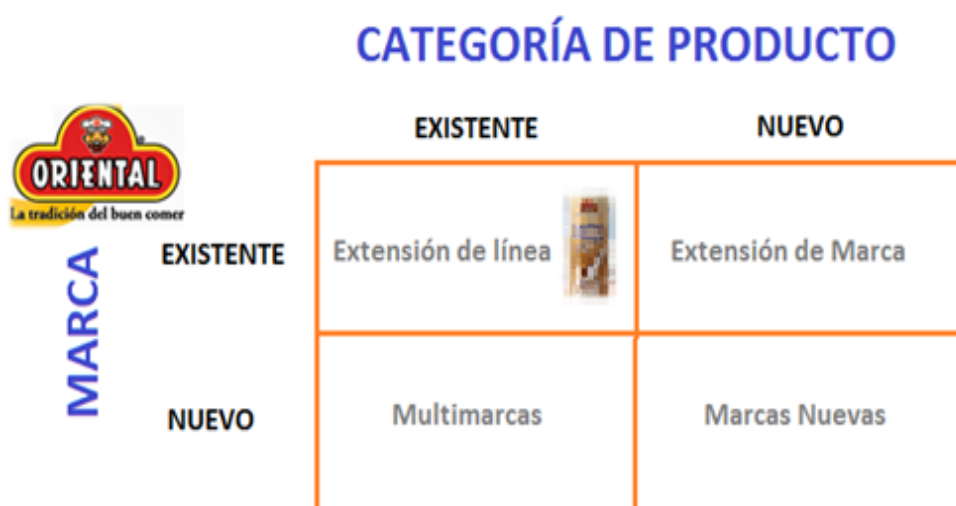 CATEGORÍA DE PRODUCTO
EXISTENTE
NUEVO
ORIENTAL
La tradición del buen comer
MARCA
EXISTENTE
Extensión de línea
Extensión de Marca
NUEVO
Multimarcas
Marcas Nuevas